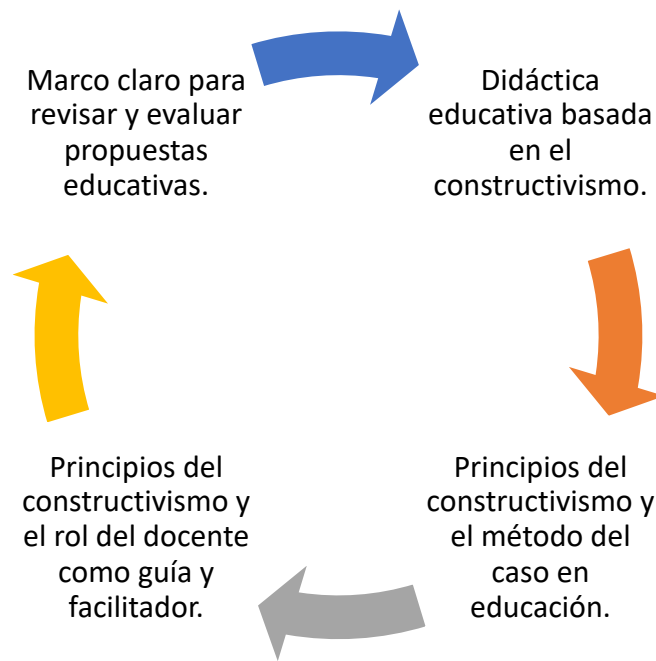 Marco claro para
revisar y evaluar
propuestas
educativas.
Didáctica
educativa basada
en el
constructivismo.
Principios del
constructivismo y
el método del
caso en
educación.
Principios del
constructivismo y
el rol del docente
como guía y
facilitador.